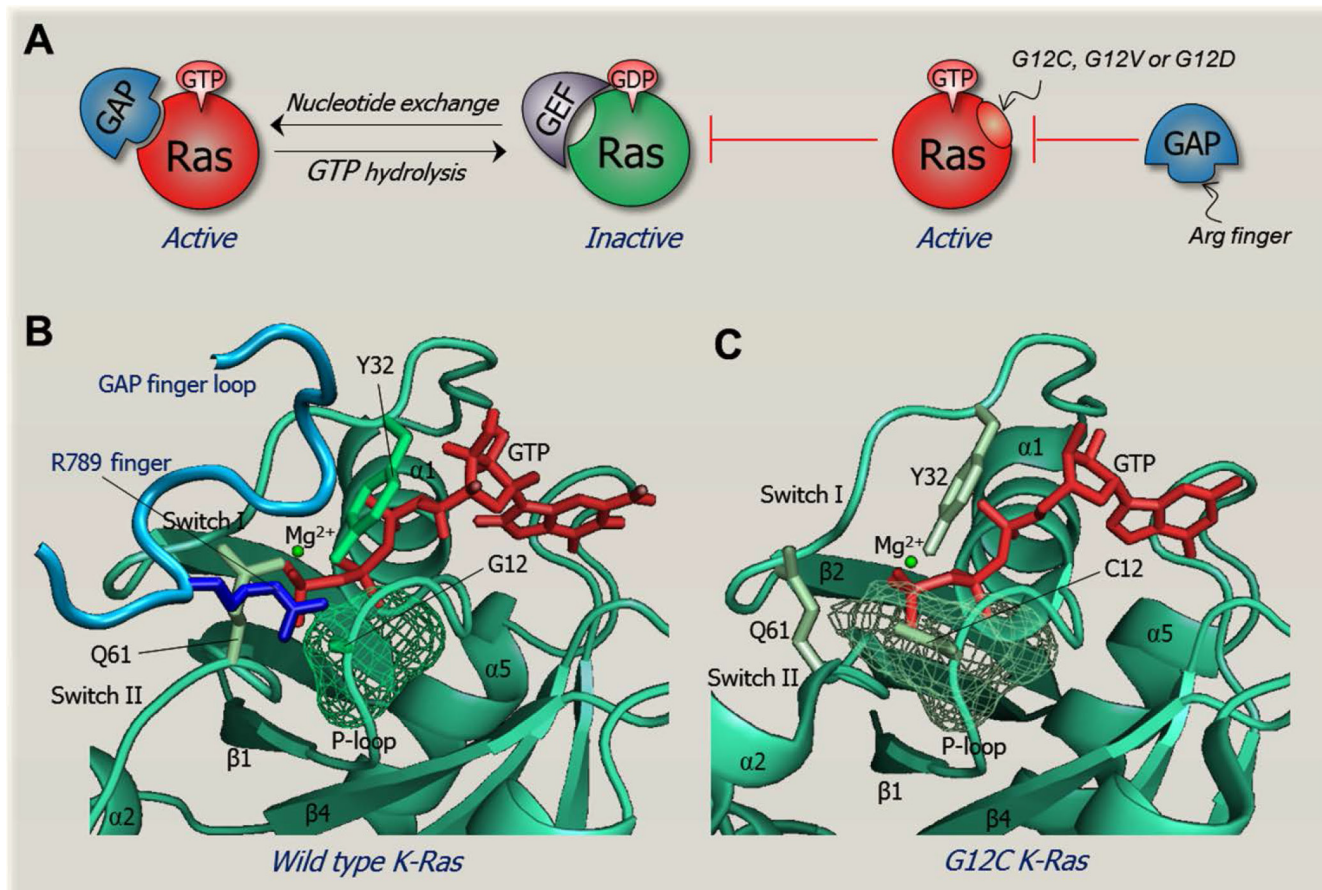 A
GAP
GTP
Ras
Active
Nucleotide exchange
GTP hydrolysis
GEF
GDP
Ras
Inactive
GTP
Ras
Active
G12C, G12V or G12D
GAP
Arg finger
B
GAP finger loop
Y32
R789 finger
α1
GTP
Switch I
Mg2+
G12
Q61
α5
Switch II
P-loop
β1
α2
β4
Wild type K-Ras
C
α1
Y32
GTP
Switch I
Mg2+
β2
C12
Q61
α5
Switch II
P-loop
α2
β1
β4
G12C K-Ras